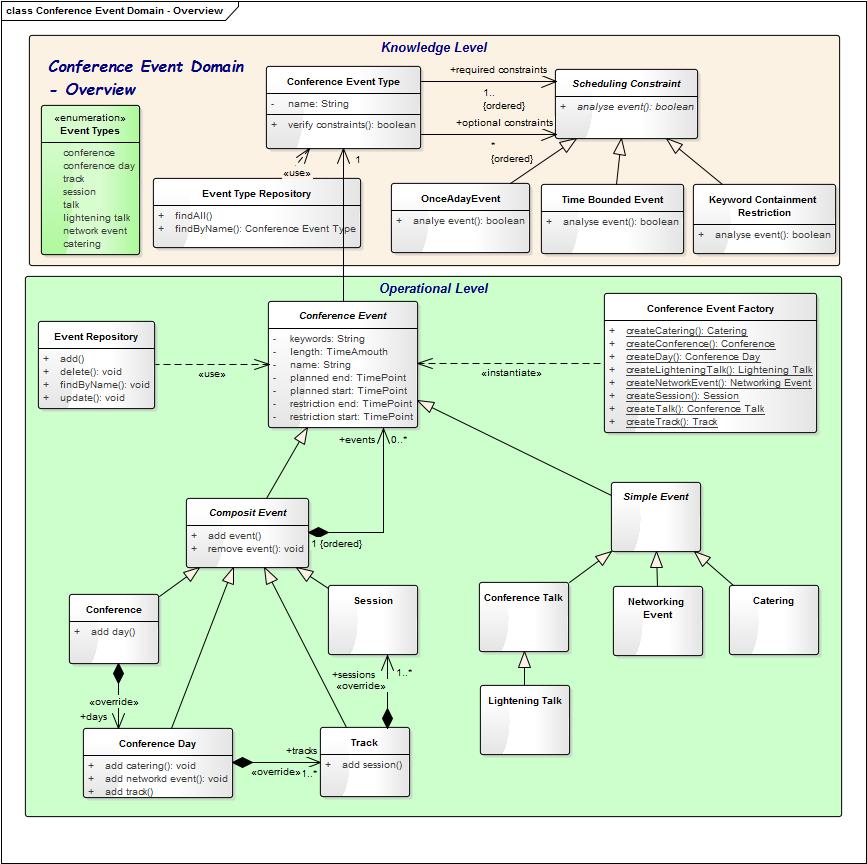 class Conference Event Domain - Overview
Knowledge Level
Conference Event Domain
- Overview
«enumeration»
Event Types
conference
conference day
track
session
talk
lightening talk
network event
catering
Conference Event Type
- name: String
+ verify constraints(): boolean
+required constraints
1..
{ordered}
+optional constraints
*
{ordered}
Scheduling Constraint
+ analyse event(): boolean
«use»
1
Event Type Repository
+ findAll()
+ findByName(): Conference Event Type
OnceAdayEvent
+ analye event(): boolean
Time Bounded Event
+ analyse event(): boolean
Keyword Containment
Restriction
+ analyse event(): boolean
Operational Level
Event Repository
+ add()
+ delete(): void
+ findByName(): void
+ update(): void
«use»
Conference Event
- keywords: String
- length: TimeAmouth
- name: String
- planned end: TimePoint
- planned start: TimePoint
- restriction end: TimePoint
- restriction start: TimePoint
«instantiate»
Conference Event Factory
+ createCatering(): Catering
+ createConference(): Conference
+ createDay(): Conference Day
+ createLighteningTalk(): Lightening Talk
+ createNetworkEvent(): Networking Event
+ createSession(): Session
+ createTalk(): Conference Talk
+ createTrack(): Track
+events 0..*
Composit Event
+ add event()
+ remove event(): void
1 {ordered}
Simple Event
Conference
+ add day()
Session
Conference Talk
Networking
Event
Catering
+sessions 1..*
«override»
«override»
+days
Lightening Talk
Conference Day
+ add catering(): void
+ add networkd event(): void
+ add track()
+tracks
«override» 1..*
Track
+ add session()